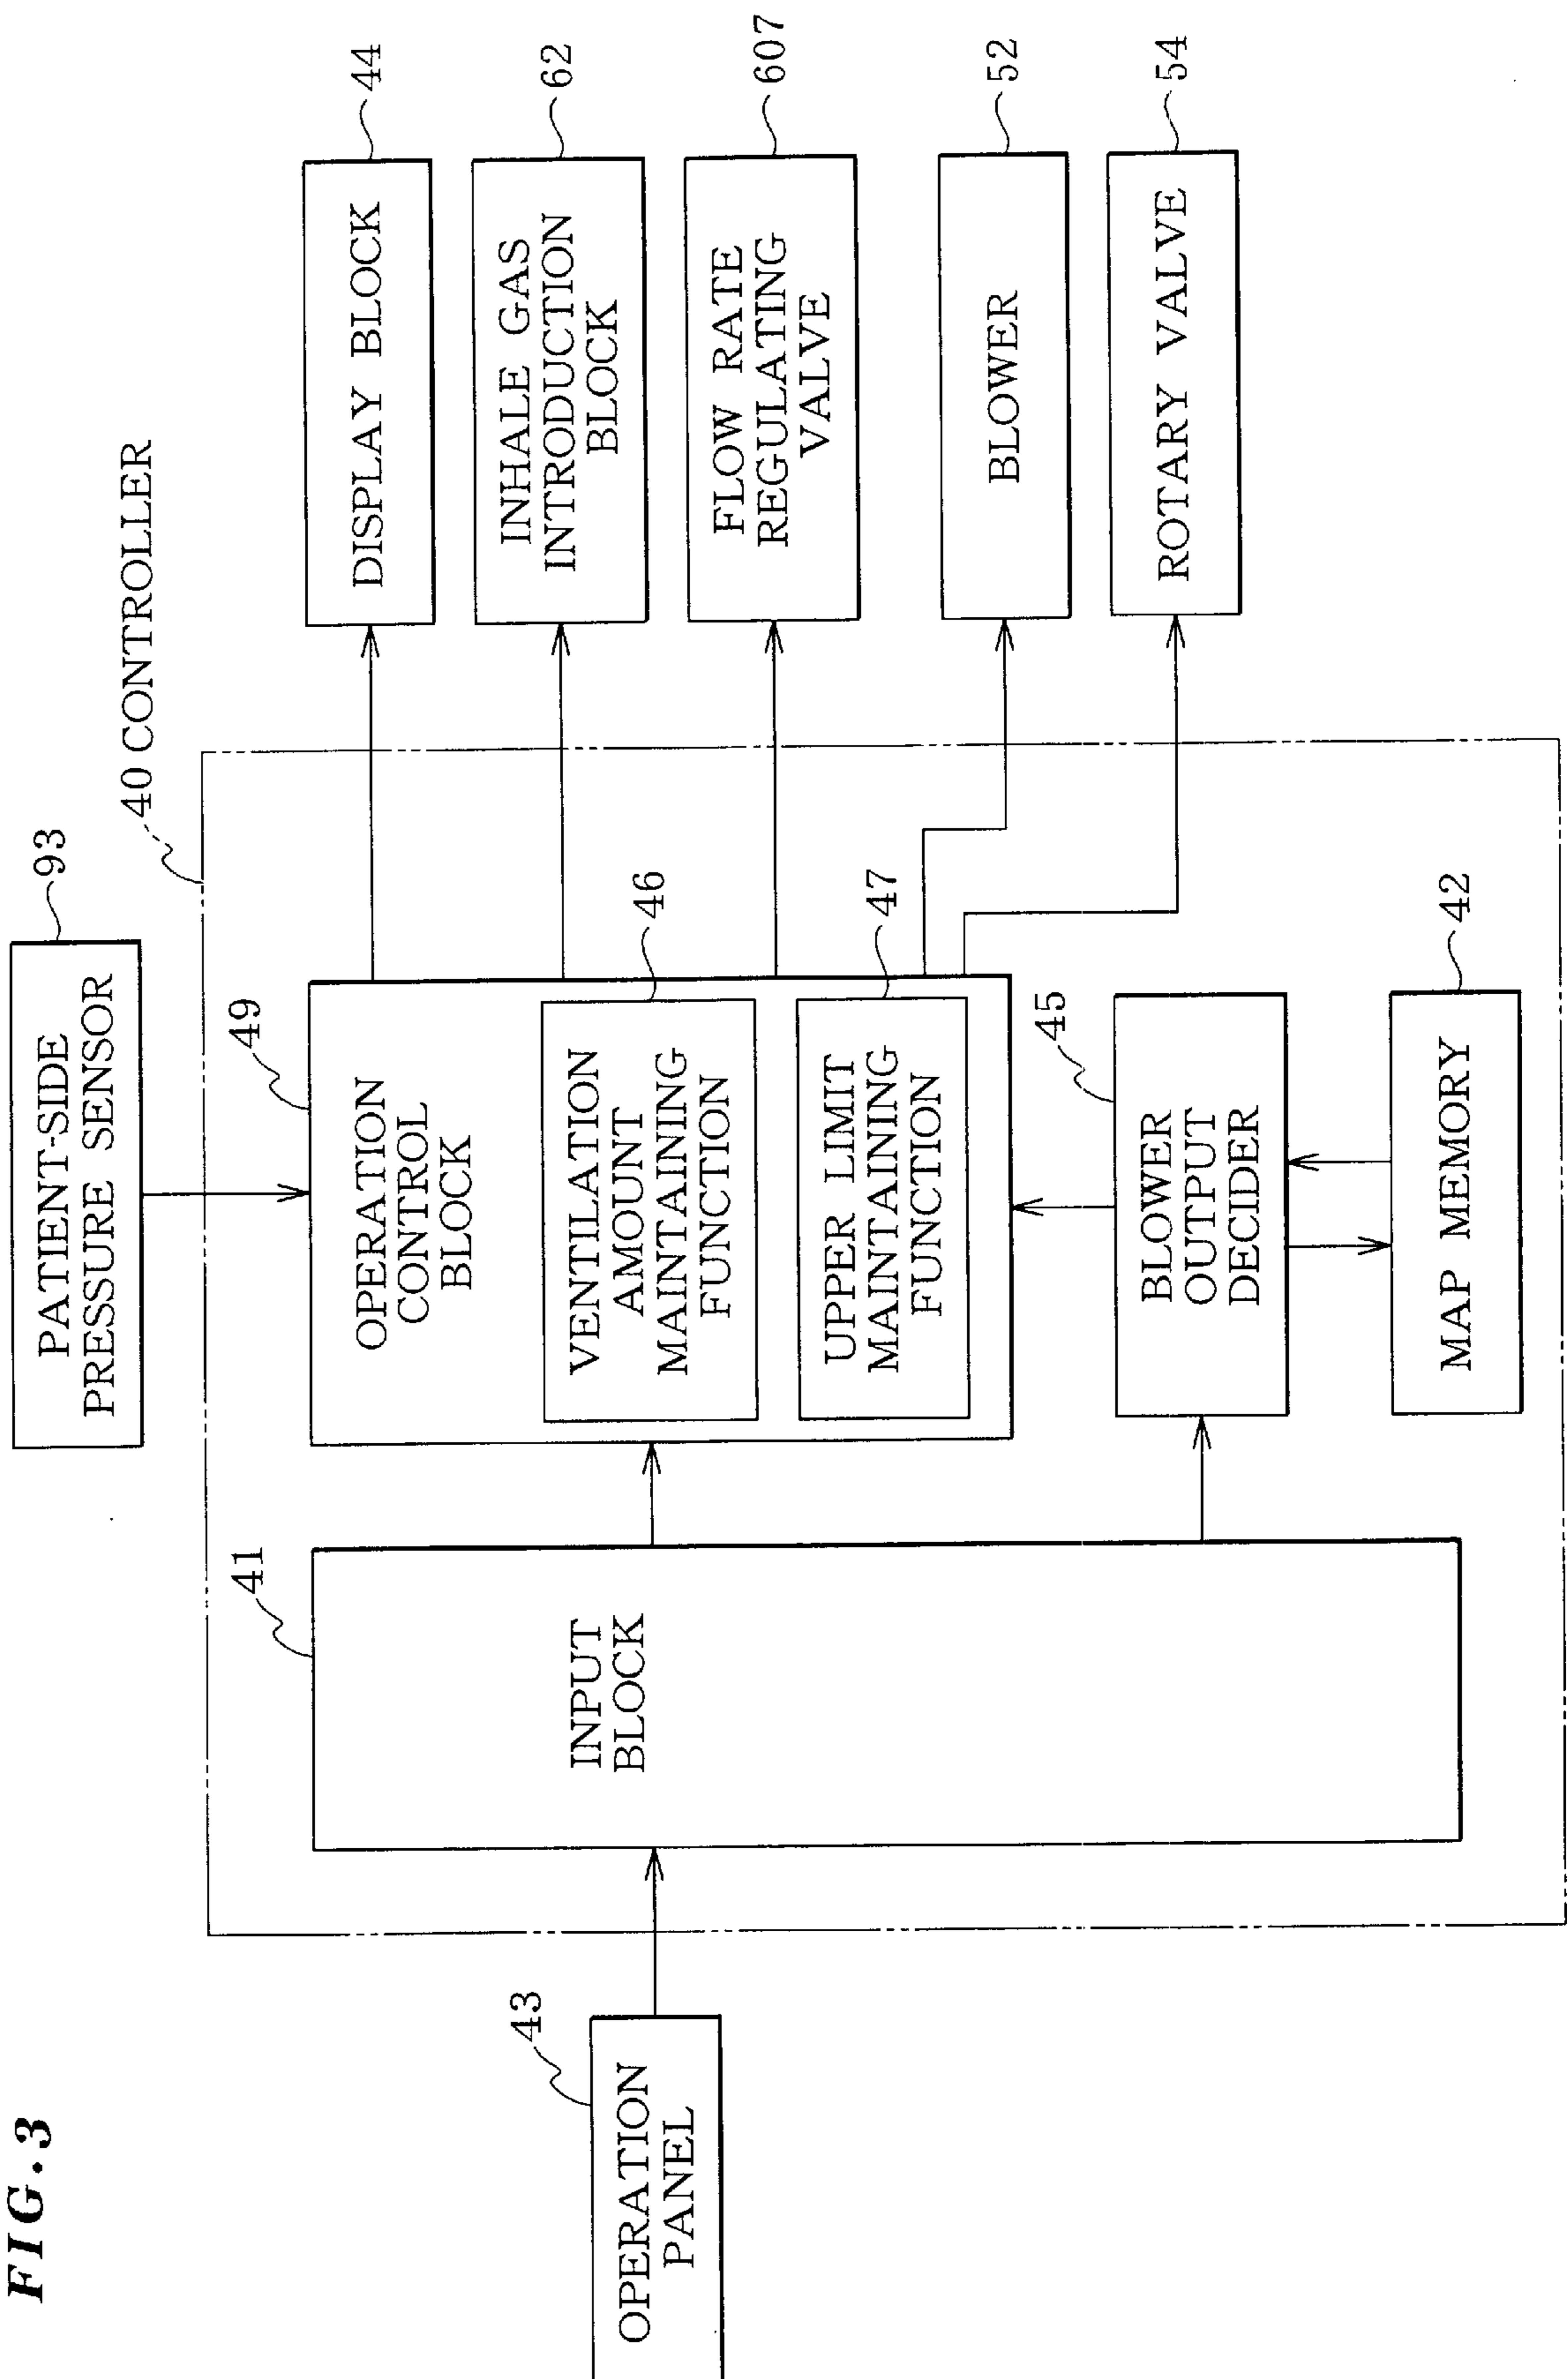 FIG.3
PATIENT-SIDE
PRESSURE SENSOR
93
40 CONTROLLER
43
OPERATION
PANEL
41
INPUT
BLOCK
49
OPERATION
CONTROL
BLOCK
46
VENTILATION
AMOUNT
MAINTAINING
FUNCTION
47
UPPER LIMIT
MAINTAINING
FUNCTION
45
BLOWER
OUTPUT
DECIDER
42
MAP MEMORY
44
DISPLAY BLOCK
62
INHALE GAS
INTRODUCTION
BLOCK
607
FLOW RATE
REGULATING
VALVE
52
BLOWER
54
ROTARY VALVE